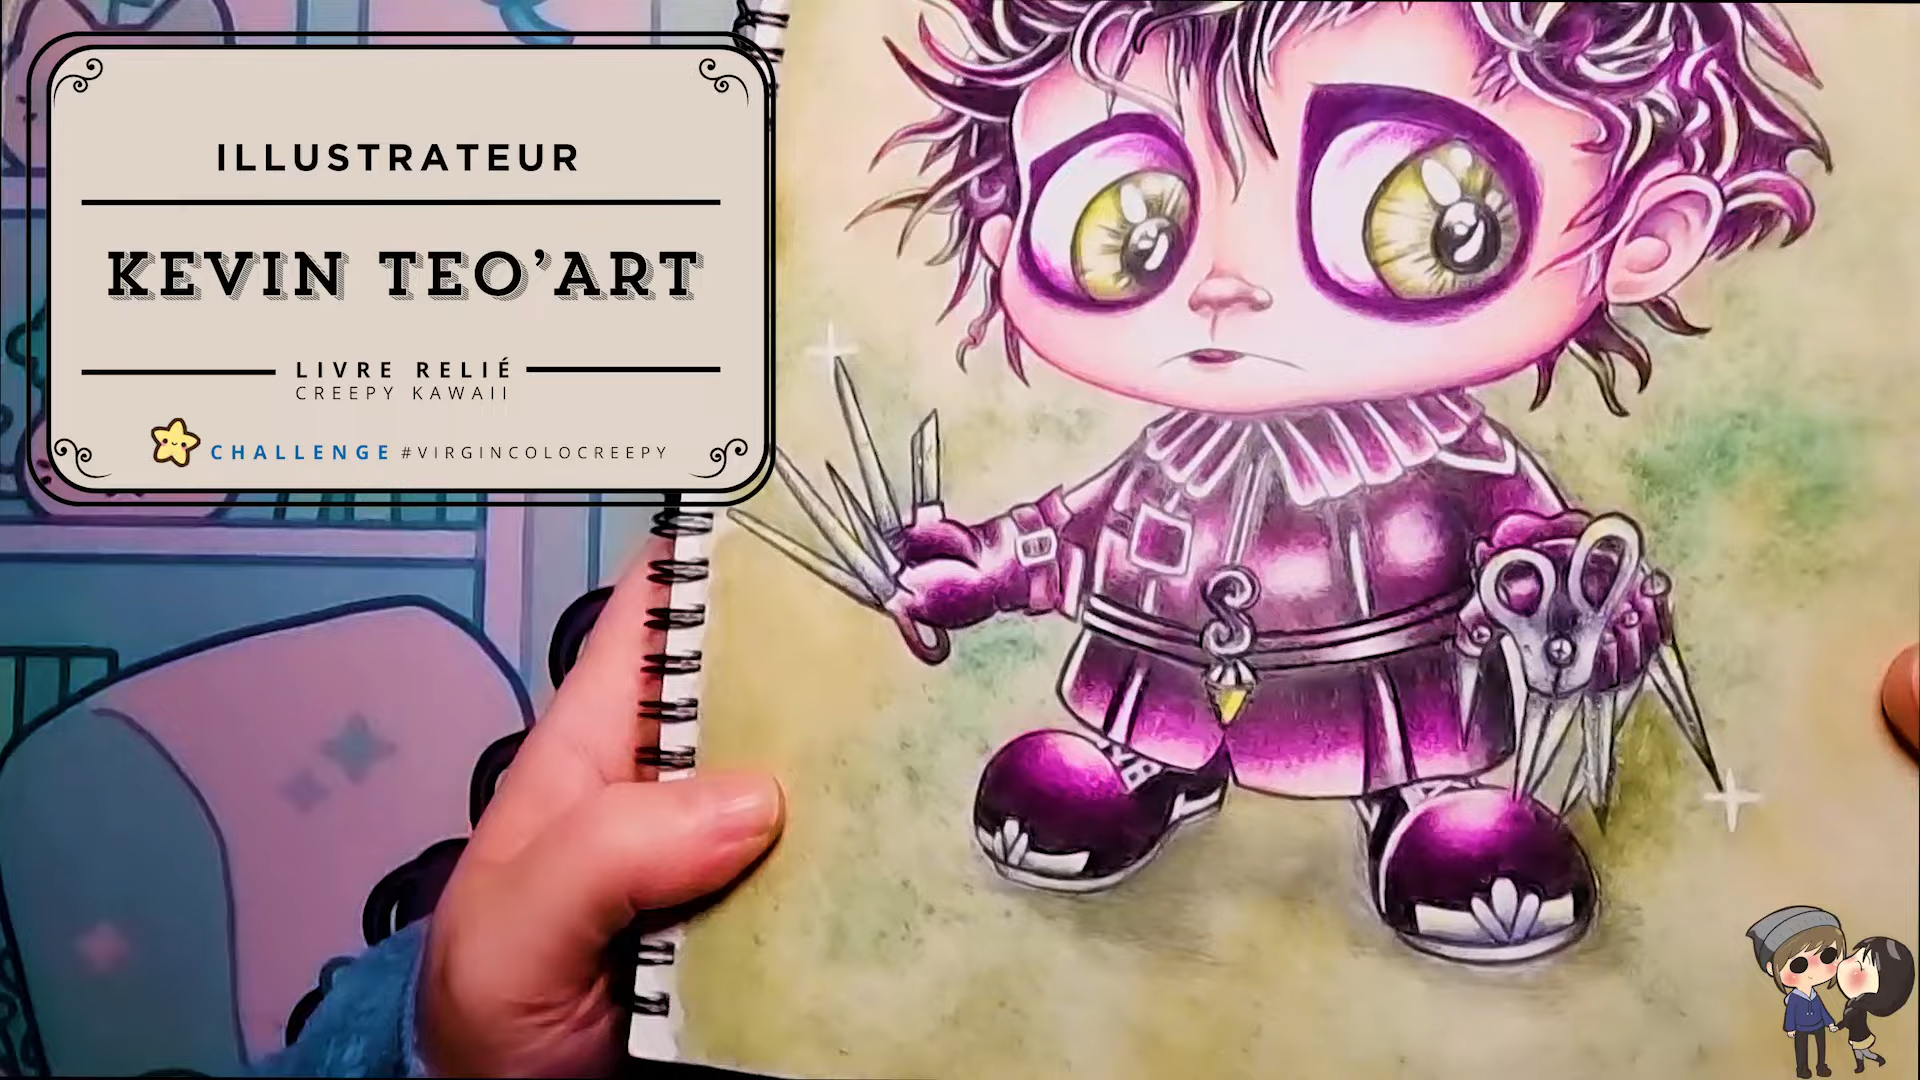 ILLUSTRATEUR
KEVIN TEO'ART
LIVRE RELIÉ
CREEPY KAWAII
CHALLENGE #VIRGINCOLOCREEPY